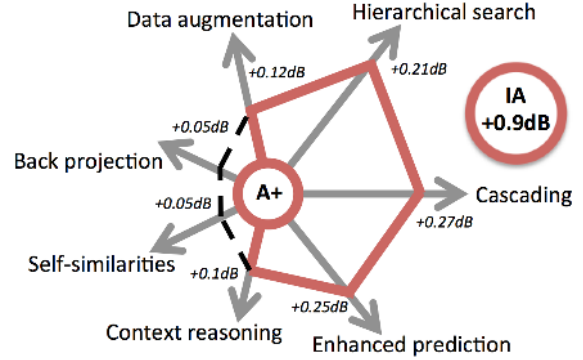 Hierarchical search
Data augmentation
+0.12dB
+0.21dB
IA
+0.9dB
+0.05dB
Back projection
A+
Cascading
+0.05dB
+0.27dB
Self-similarities
+0.1dB
+0.25dB
Context reasoning
Enhanced prediction